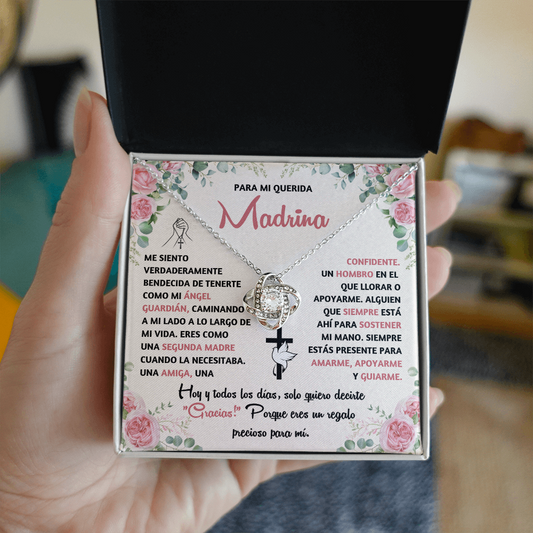 PARA MI QUERIDA
Madrina
ME SIENTO
VERDADERAMENTE
BENDECIDA DE TENERTE
COMO MI ÁNGEL
GUARDIÁN, CAMINANDO
A MI LADO A LO LARGO DE
MI VIDA. ERES COMO
UNA SEGUNDA MADRE
CUANDO LA NECESITABA.
UNA AMIGA, UNA
CONFIDENTE.
UN HOMBRO EN EL
QUE LLORAR O
APOYARME. ALGUIEN
QUE SIEMPRE ESTÁ
AHÍ PARA SOSTENER
MI MANO. SIEMPRE
ESTÁS PRESENTE PARA
AMARME, APOYARME
Y GUIARME.
Hoy y todos los días, solo quiero decirte
"Gracias!" Porque eres un regalo
precioso para mí.